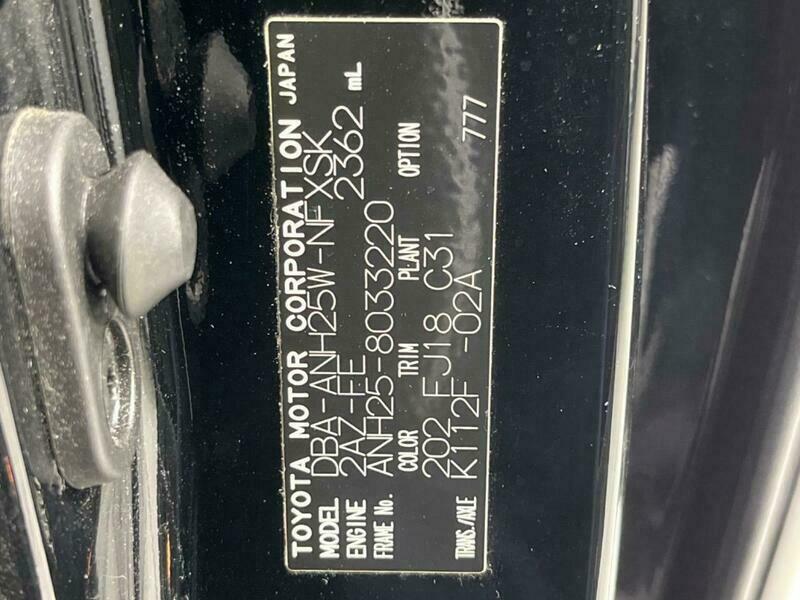 TOYOTA MOTOR CORPORATION JAPAN
MODEL DBA-ANH25W-NFXSK
ENGINE 2AZ-FE 2362 mL
FRAME No. ANH25-8033220
COLOR TRIM PLANT OPTION
202 FJ18 C31
TRANS./AXLE K112F -02A 777